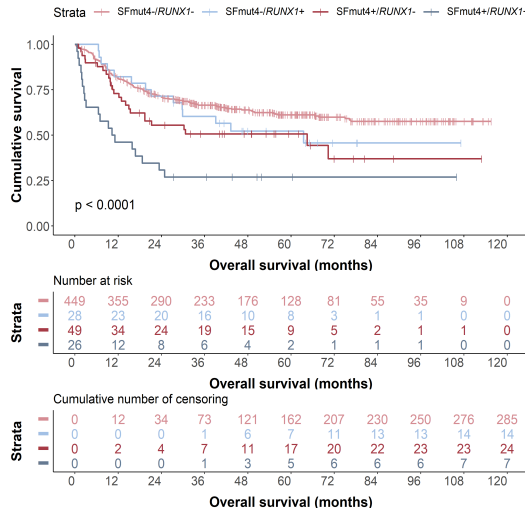 Strata SFmut4-/RUNX1- SFmut4-/RUNX1+ SFmut4+/RUNX1- SFmut4+/RUNX1+
Cumulative survival
1.00
0.75
0.50
0.25
0.00
p < 0.0001
0 12 24 36 48 60 72 84 96 108 120
Overall survival (months)
Number at risk
Strata
449 355 290 233 176 128 81 55 35 9 0
28 23 20 16 10 8 3 1 1 0 0
49 34 24 19 15 9 5 2 1 1 0
26 12 8 6 4 2 1 1 1 0 0
0 12 24 36 48 60 72 84 96 108 120
Overall survival (months)
Cumulative number of censoring
Strata
0 12 34 73 121 162 207 230 250 276 285
0 0 0 1 6 7 11 13 13 14 14
0 2 4 7 11 17 20 22 23 23 24
0 0 0 1 3 5 6 6 6 7 7
0 12 24 36 48 60 72 84 96 108 120
Overall survival (months)